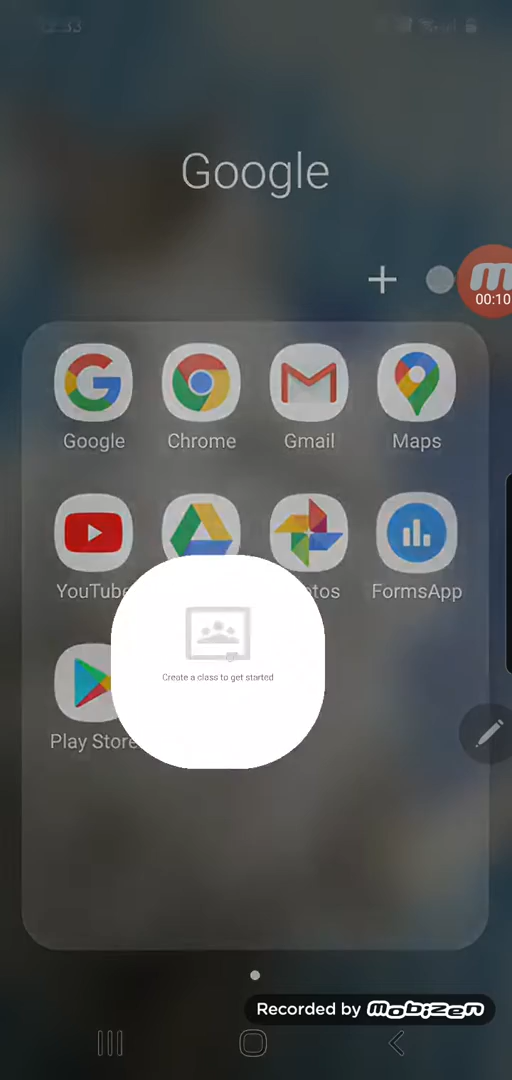 Google
00:10
Google Chrome Gmail Maps
YouTube FormsApp
Create a class to get started
Play Store
Recorded by mobizen